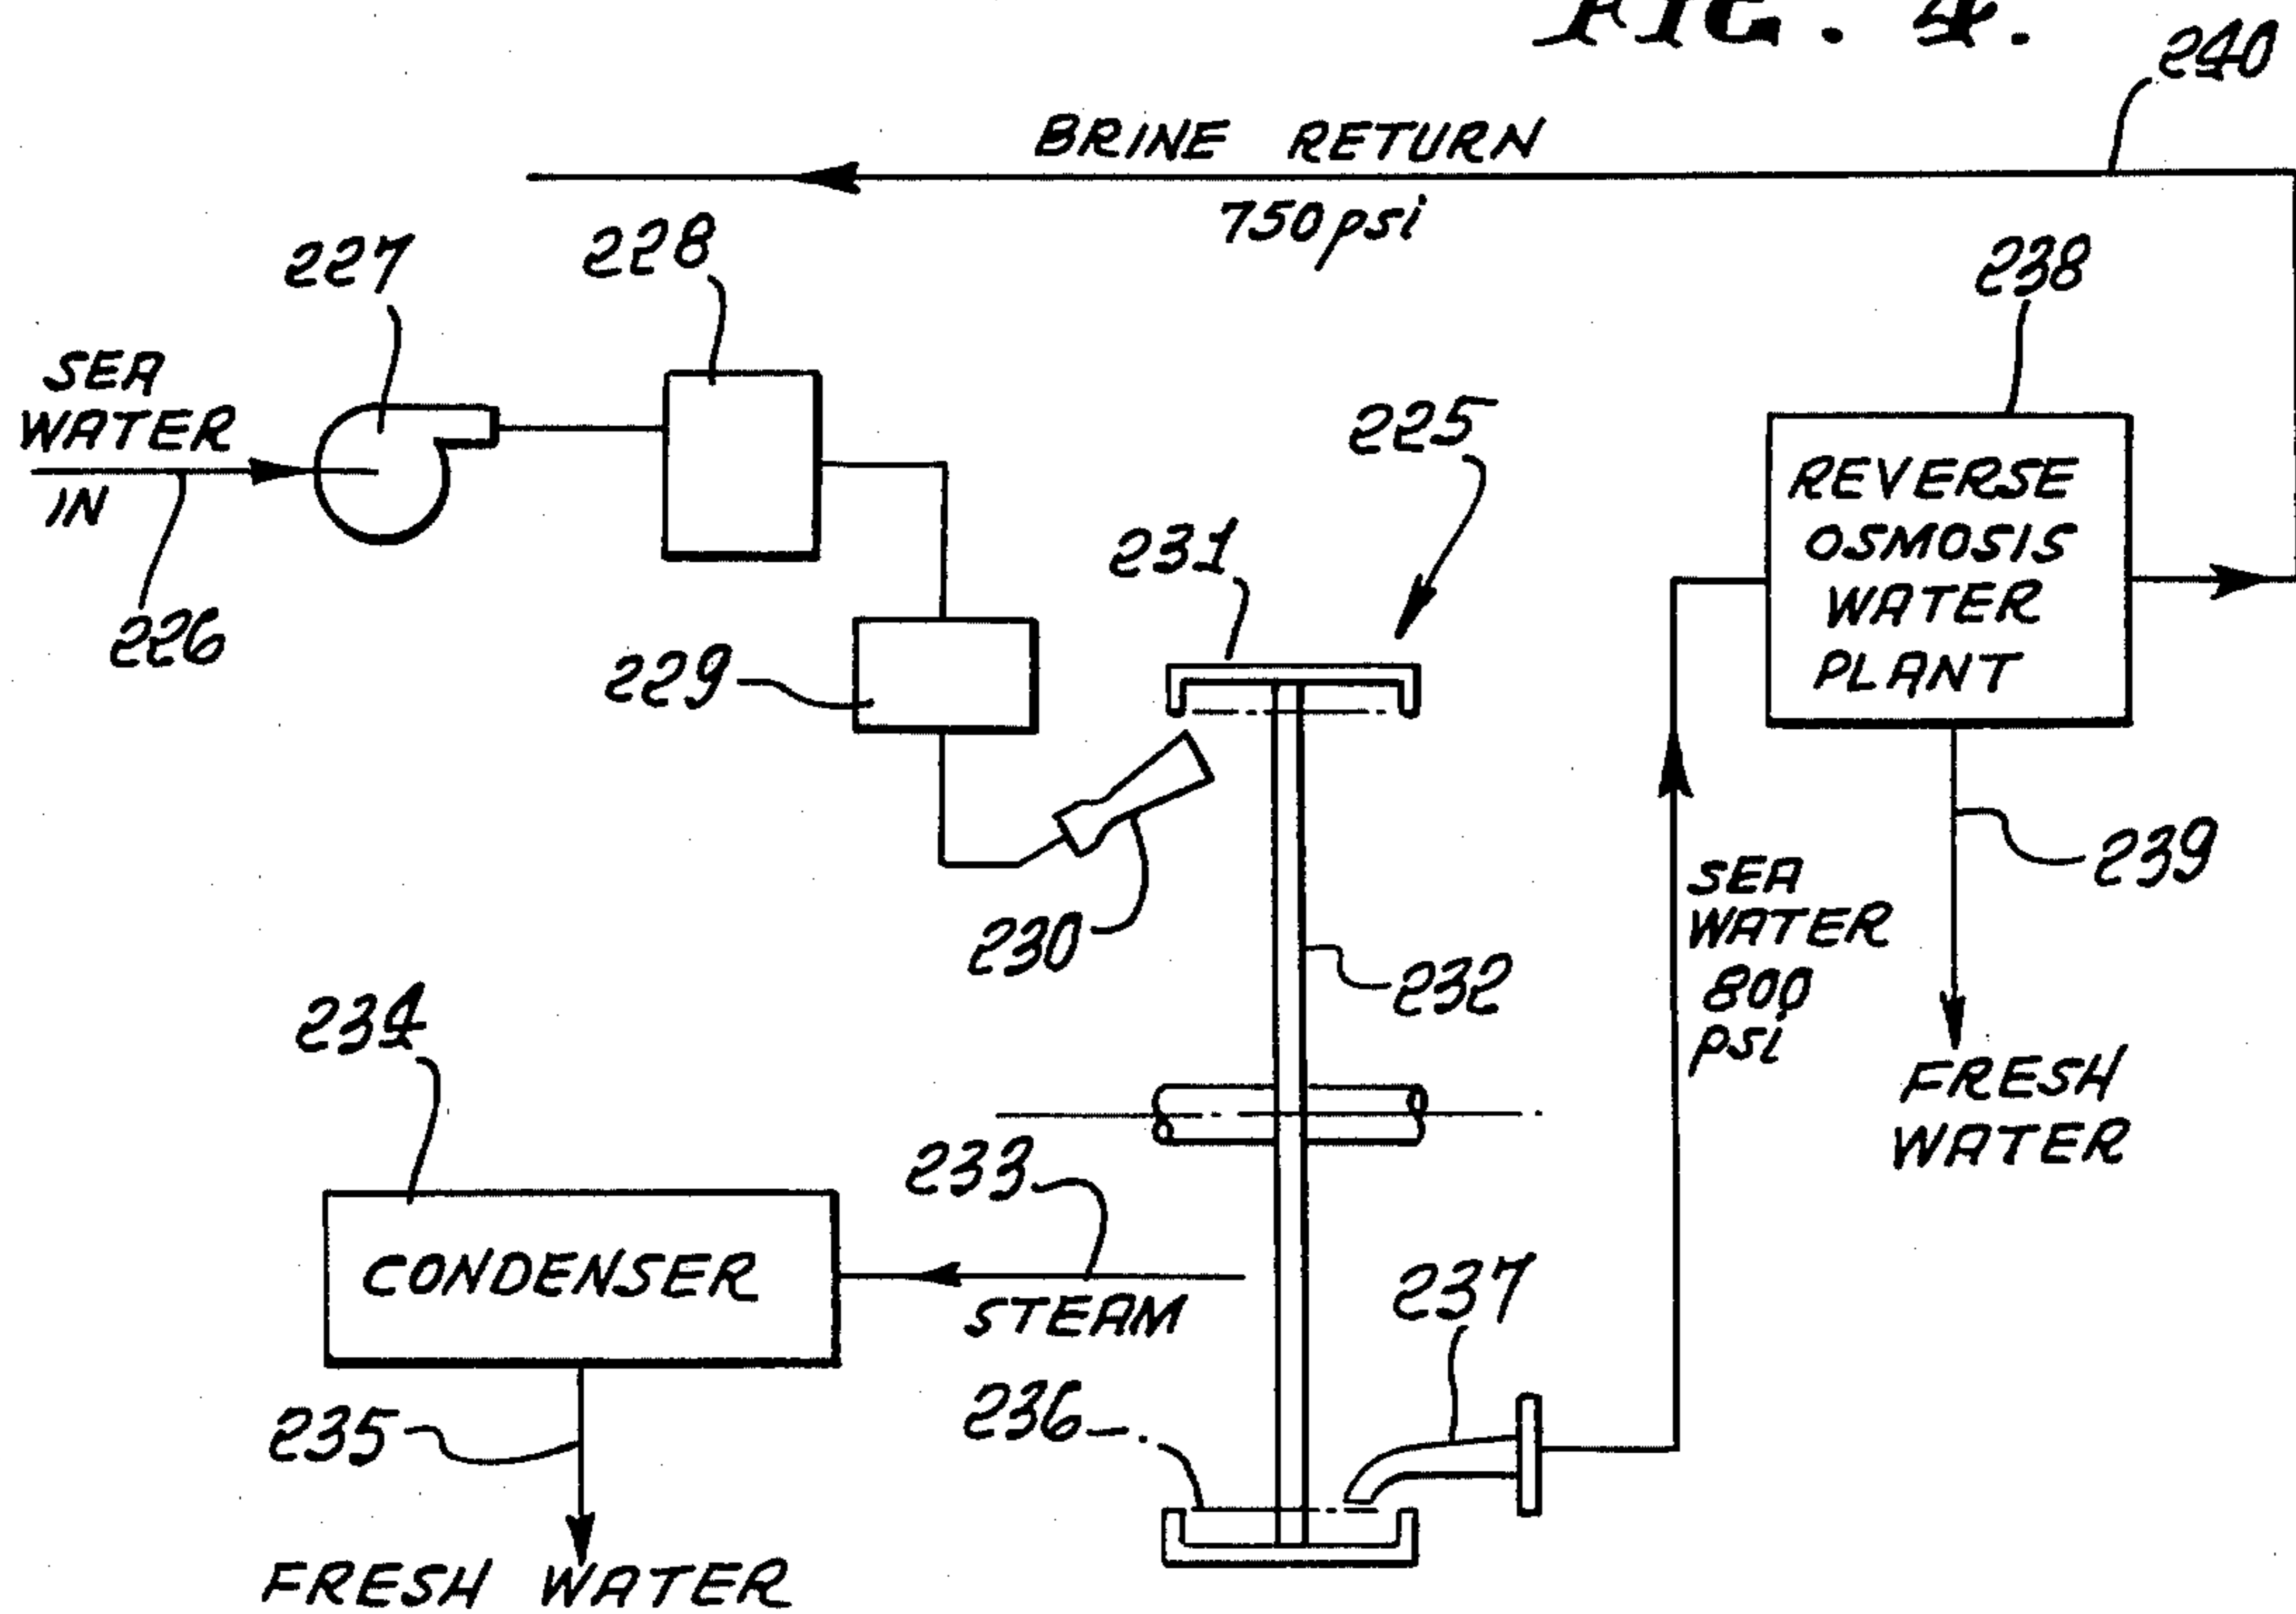 FIG. 4.
240
BRINE RETURN
750 psi
227
228
238
SEA
WATER
IN
226
225
231
229
REVERSE
OSMOSIS
WATER
PLANT
230
232
SEA
WATER
800
psi
239
FRESH
WATER
234
233
CONDENSER
STEAM
237
235
236
FRESH WATER